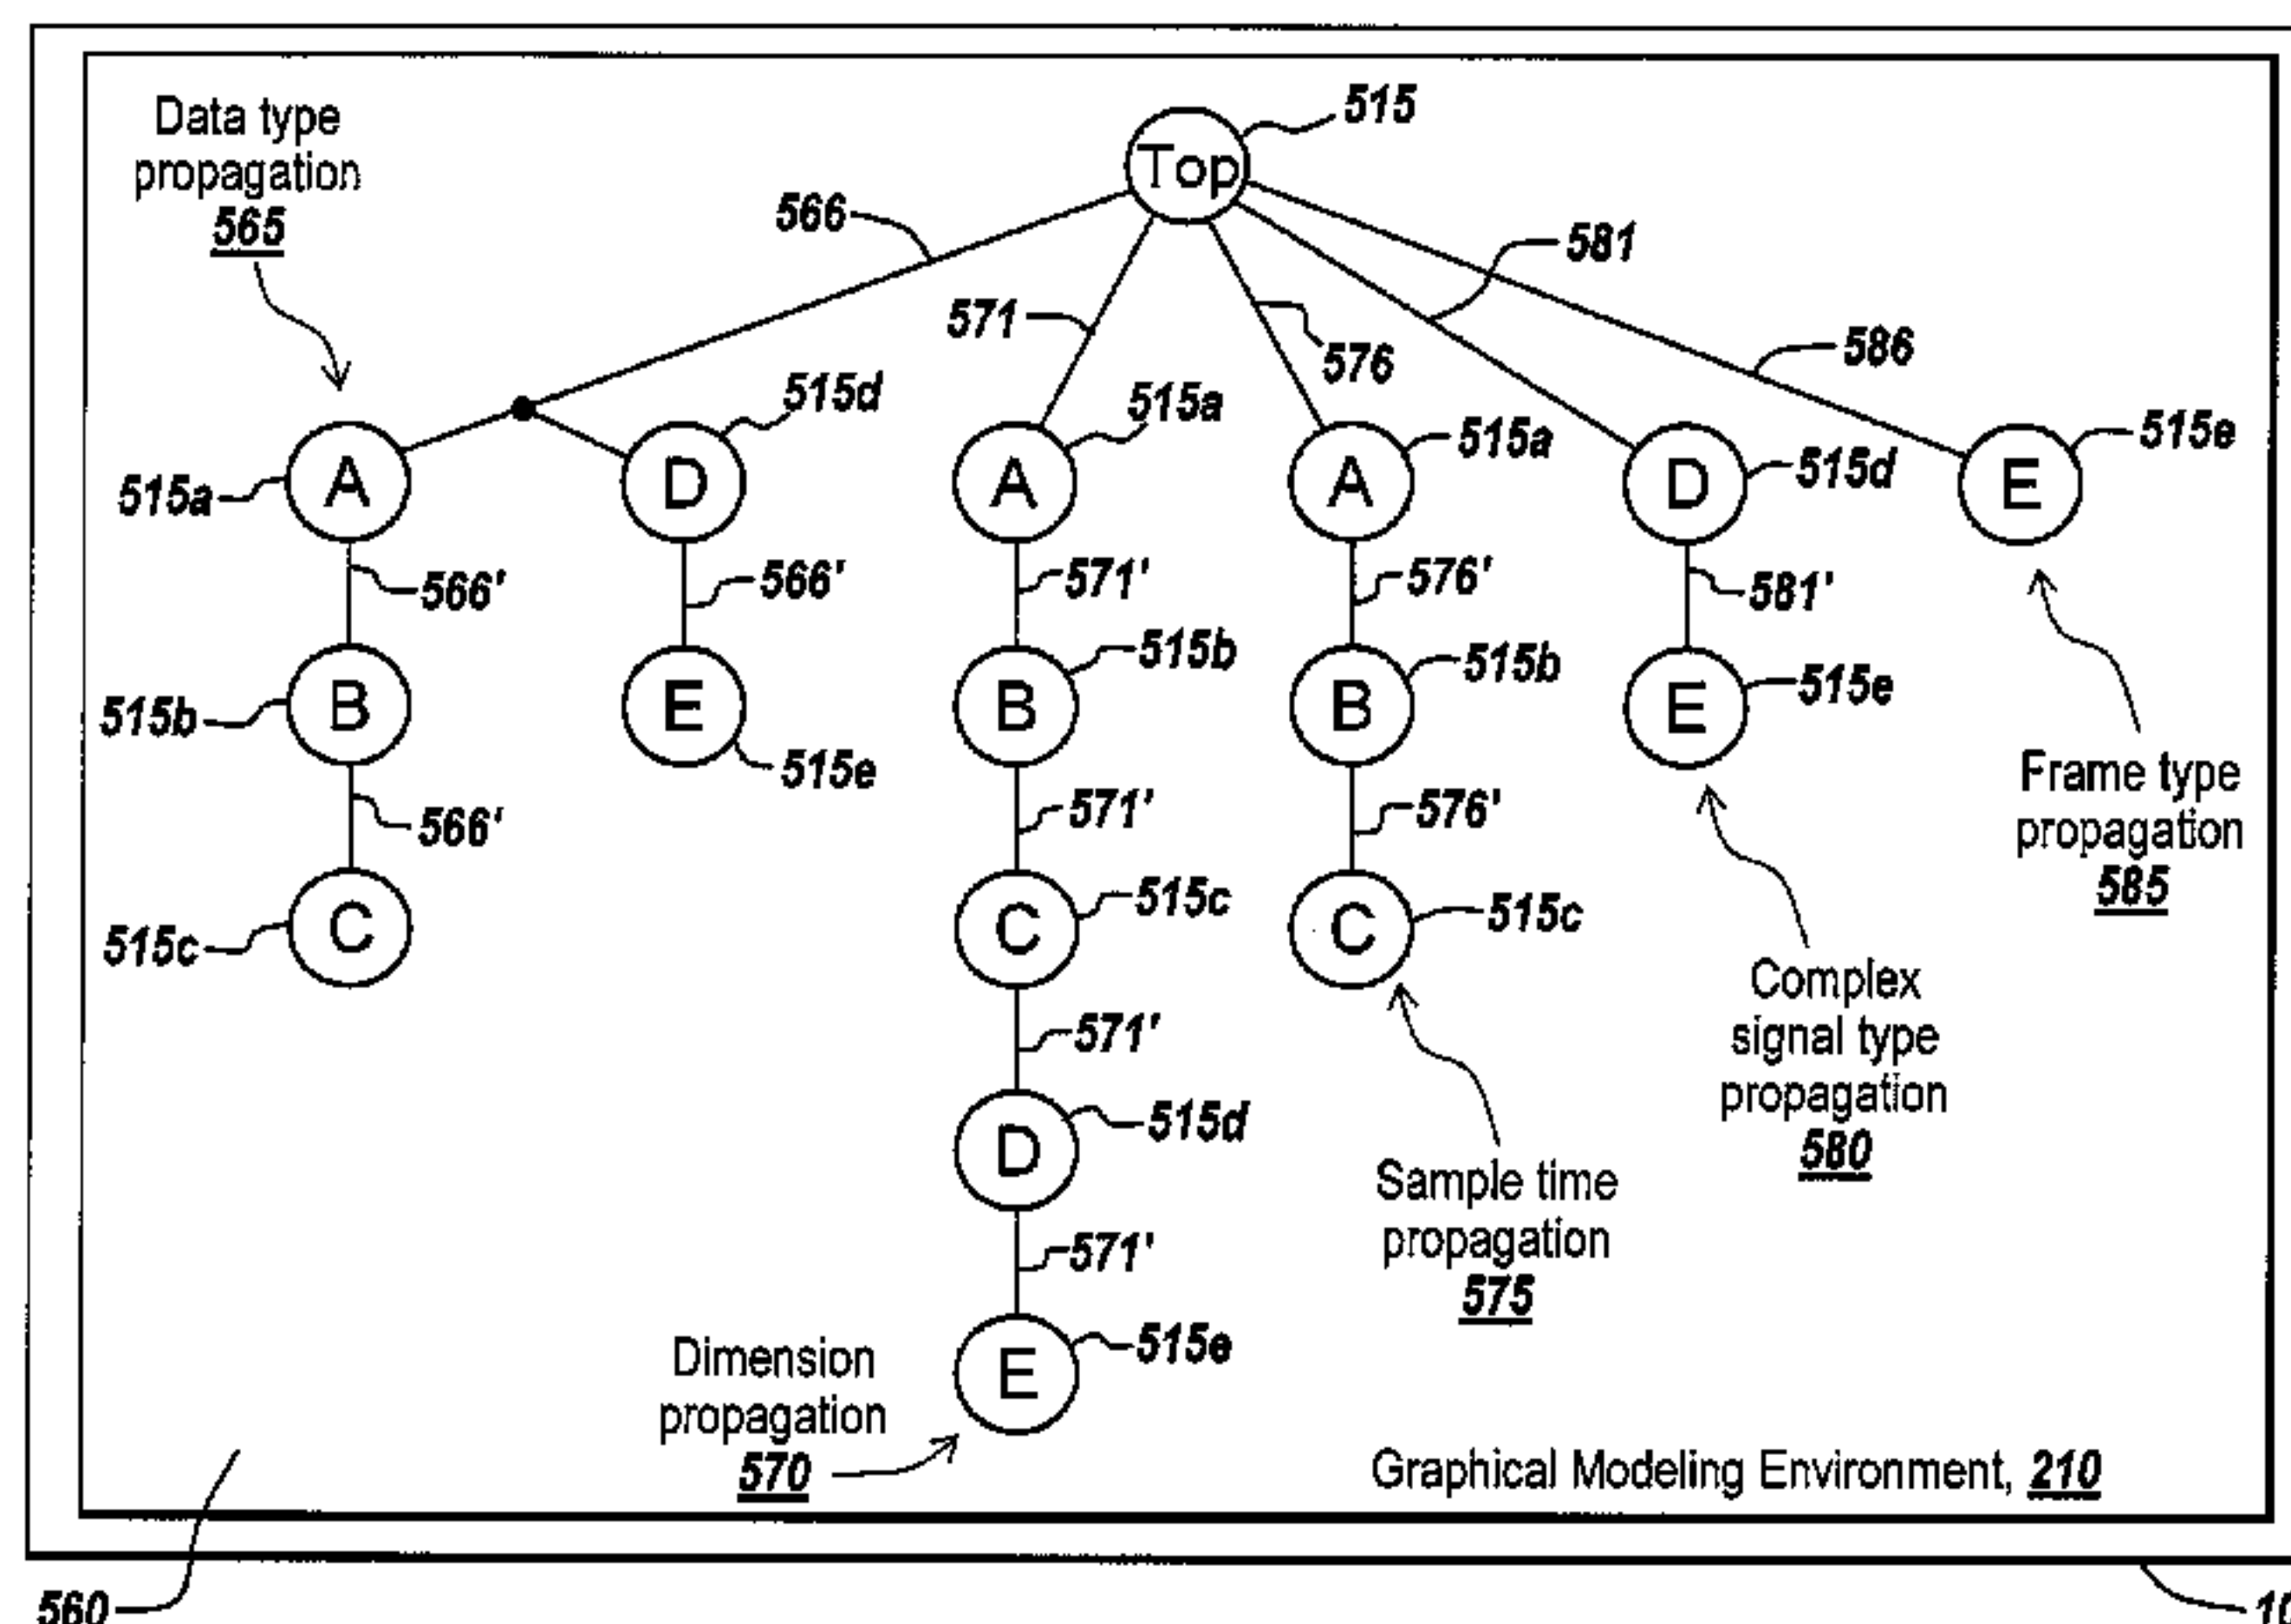 Data type
propagation
565
Top
515
566
581
571
576
586
515d
515a
515a
515e
A
D
A
A
D
E
515a
515d
566'
566'
571'
576'
581'
515b
515b
B
E
B
B
E
515e
515b
515e
566'
571'
576'
Frame type
propagation
585
C
C
C
515c
515c
515c
Complex
signal type
propagation
580
571'
D
515d
Sample time
propagation
575
571'
E
515e
Dimension
propagation
570
Graphical Modeling Environment, 210
560